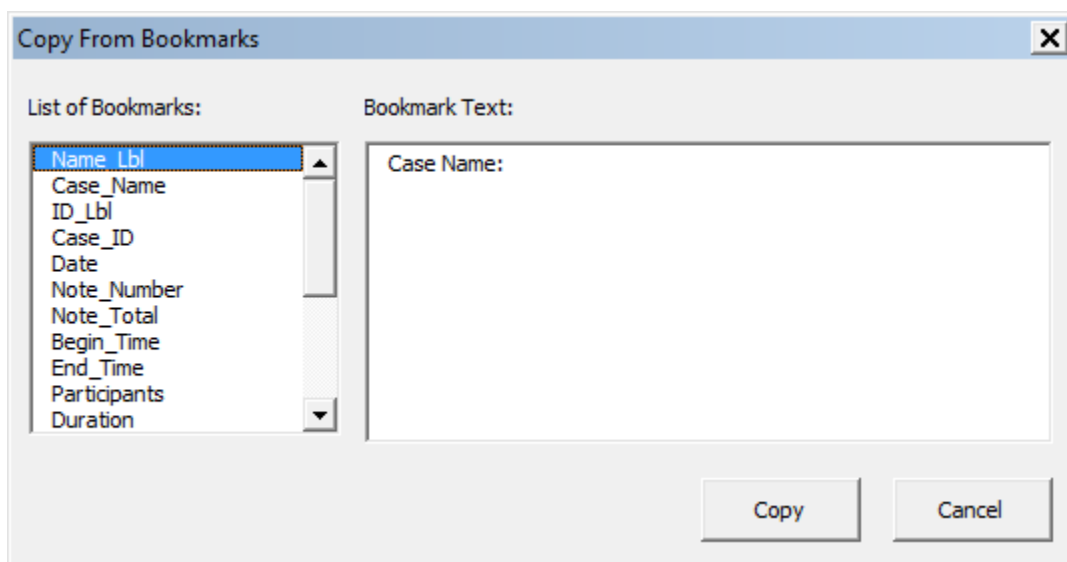 Copy From Bookmarks
List of Bookmarks:
Bookmark Text:
Name_Lbl
Case_Name
ID_Lbl
Case_ID
Date
Note_Number
Note_Total
Begin_Time
End_Time
Participants
Duration
Case Name:
Copy
Cancel